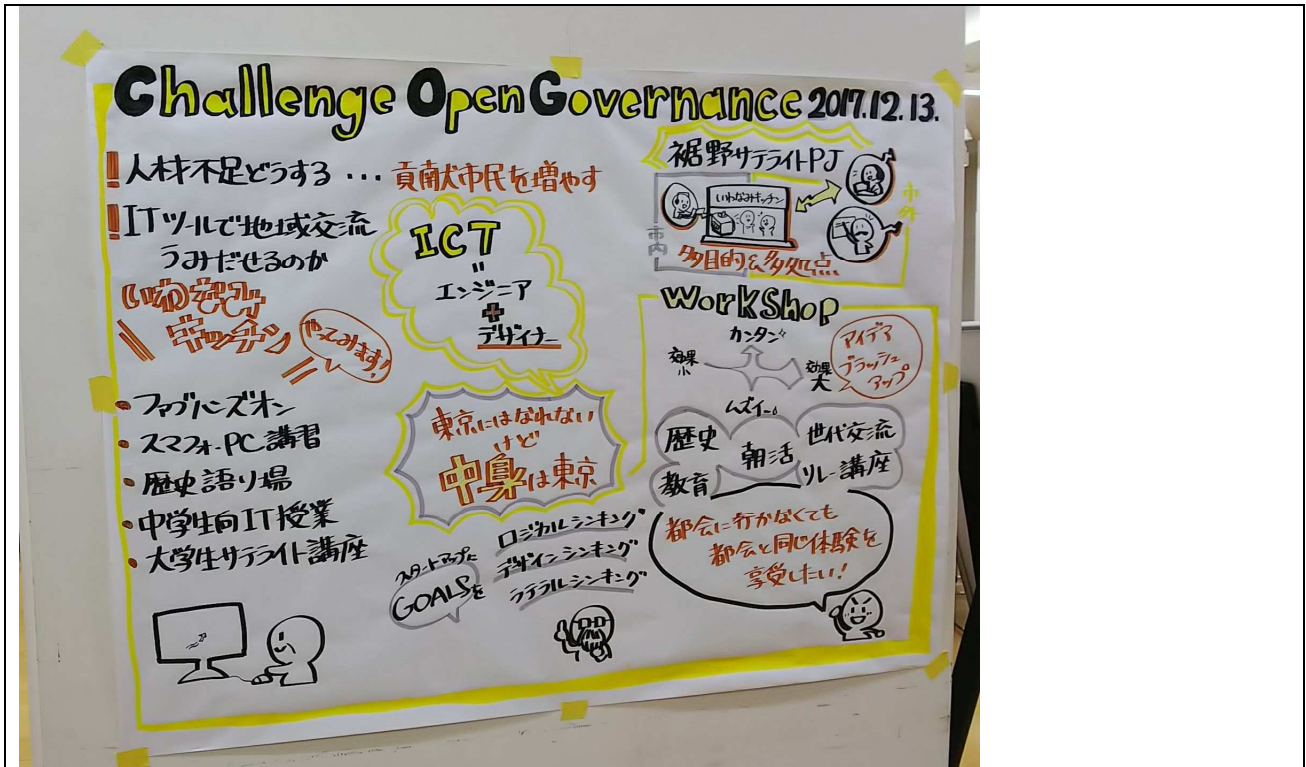 Challenge Open Governance 2017.12.13.
! 人材不足どうする ... 貢献市民を増やす
! ITツールで地域交流
うみだせるのか
いわなみ
キッチン
やってみます!
• ファブハンズオン
• スマフォ・PC講習
• 歴史語り場
• 中学生向IT授業
• 大学生サテライト講座
ICT
=
エンジニア
+
デザイナー
東京にはなれない
けど
中身は東京
スタートアップに
GOALSを
ロジカルシンキング
デザインシンキング
ラテラルシンキング
裾野サテライトPJ
いわなみキッチン
市内
市外
多目的&多拠点
WorkShop
カンタン
効果
小
効果
大
ムズイ。
アイデア
ブラッシュ
アップ
歴史
朝活
世代交流
教育
リレー講座
都会に行かなくても
都会と同じ体験を
享受したい!